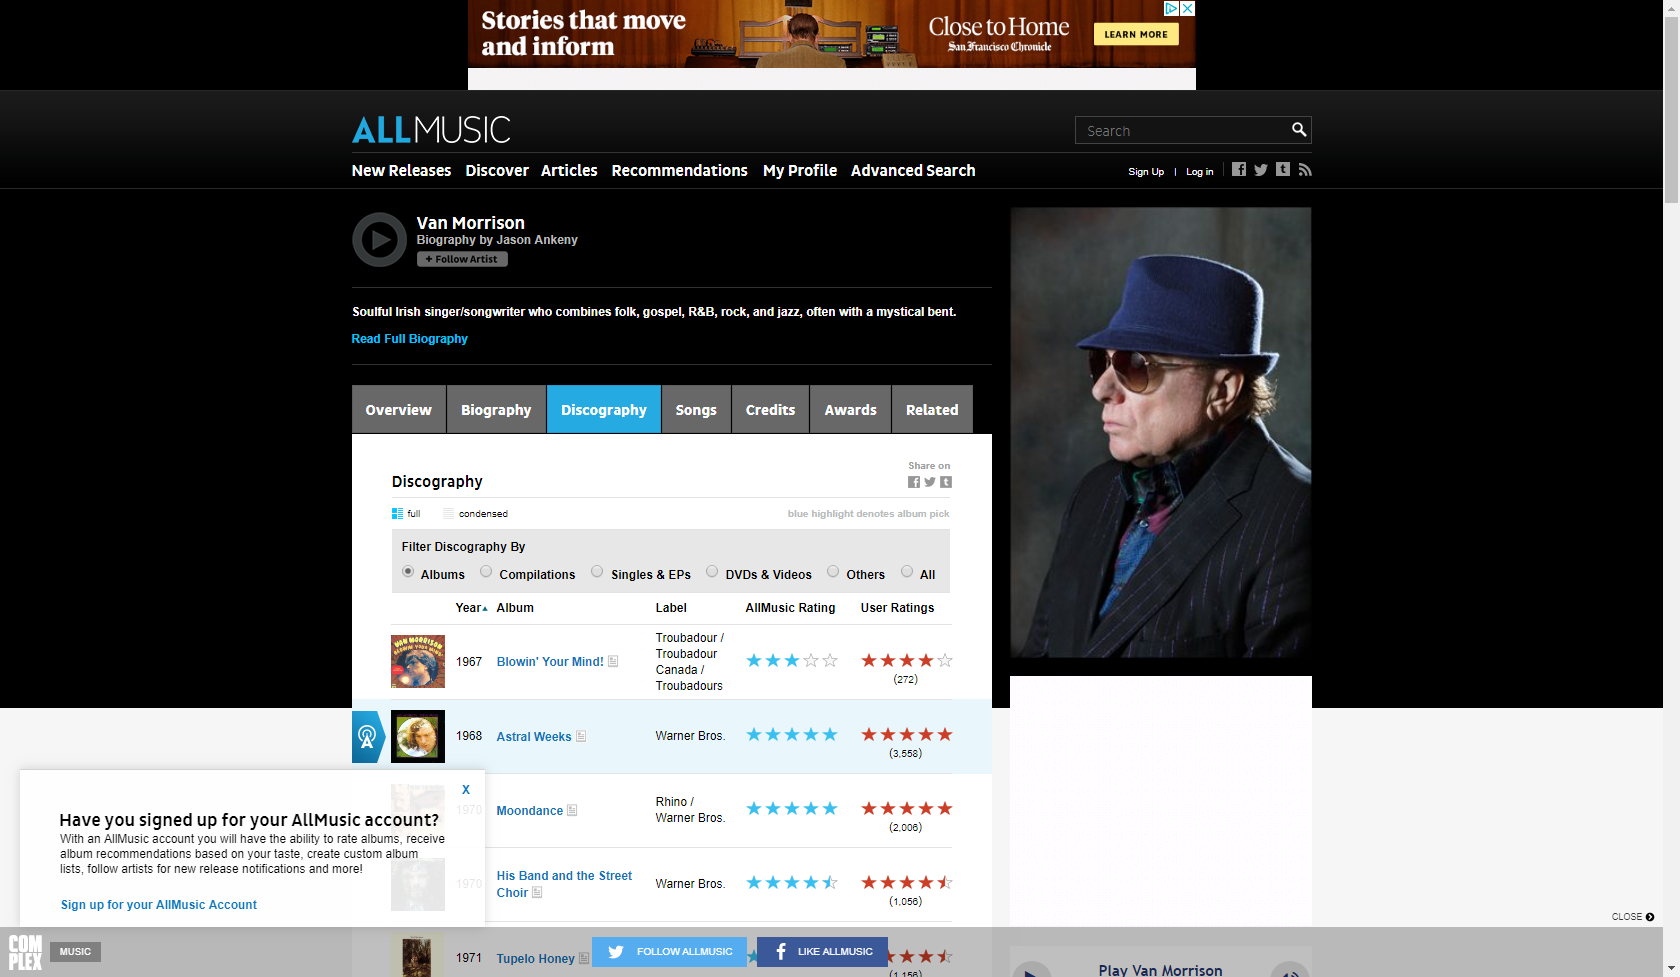 Stories that move
and inform
Close to Home
San Francisco Chronicle
LEARN MORE
ALLMUSIC
Search
New Releases Discover Articles Recommendations My Profile Advanced Search
Sign Up | Log in
Van Morrison
Biography by Jason Ankeny
+ Follow Artist
Soulful Irish singer/songwriter who combines folk, gospel, R&B, rock, and jazz, often with a mystical bent.
Read Full Biography
Overview Biography Discography Songs Credits Awards Related
Share on
Discography
full condensed blue highlight denotes album pick
Filter Discography By
Albums Compilations Singles & EPs DVDs & Videos Others All
Year Album Label AllMusic Rating User Ratings
VAN MORRISON
BLOWIN' YOUR MIND!
1967 Blowin' Your Mind!
Troubadour /
Troubadour
Canada /
Troubadours
(272)
1968 Astral Weeks Warner Bros.
(3,558)
1970 Moondance
Rhino /
Warner Bros.
(2,006)
1970 His Band and the Street
Choir
Warner Bros.
(1,056)
1971 Tupelo Honey
(1,156)
X
Have you signed up for your AllMusic account?
With an AllMusic account you will have the ability to rate albums, receive
album recommendations based on your taste, create custom album
lists, follow artists for new release notifications and more!
Sign up for your AllMusic Account
CLOSE
COM
PLEX
MUSIC
FOLLOW ALLMUSIC
LIKE ALLMUSIC
Play Van Morrison